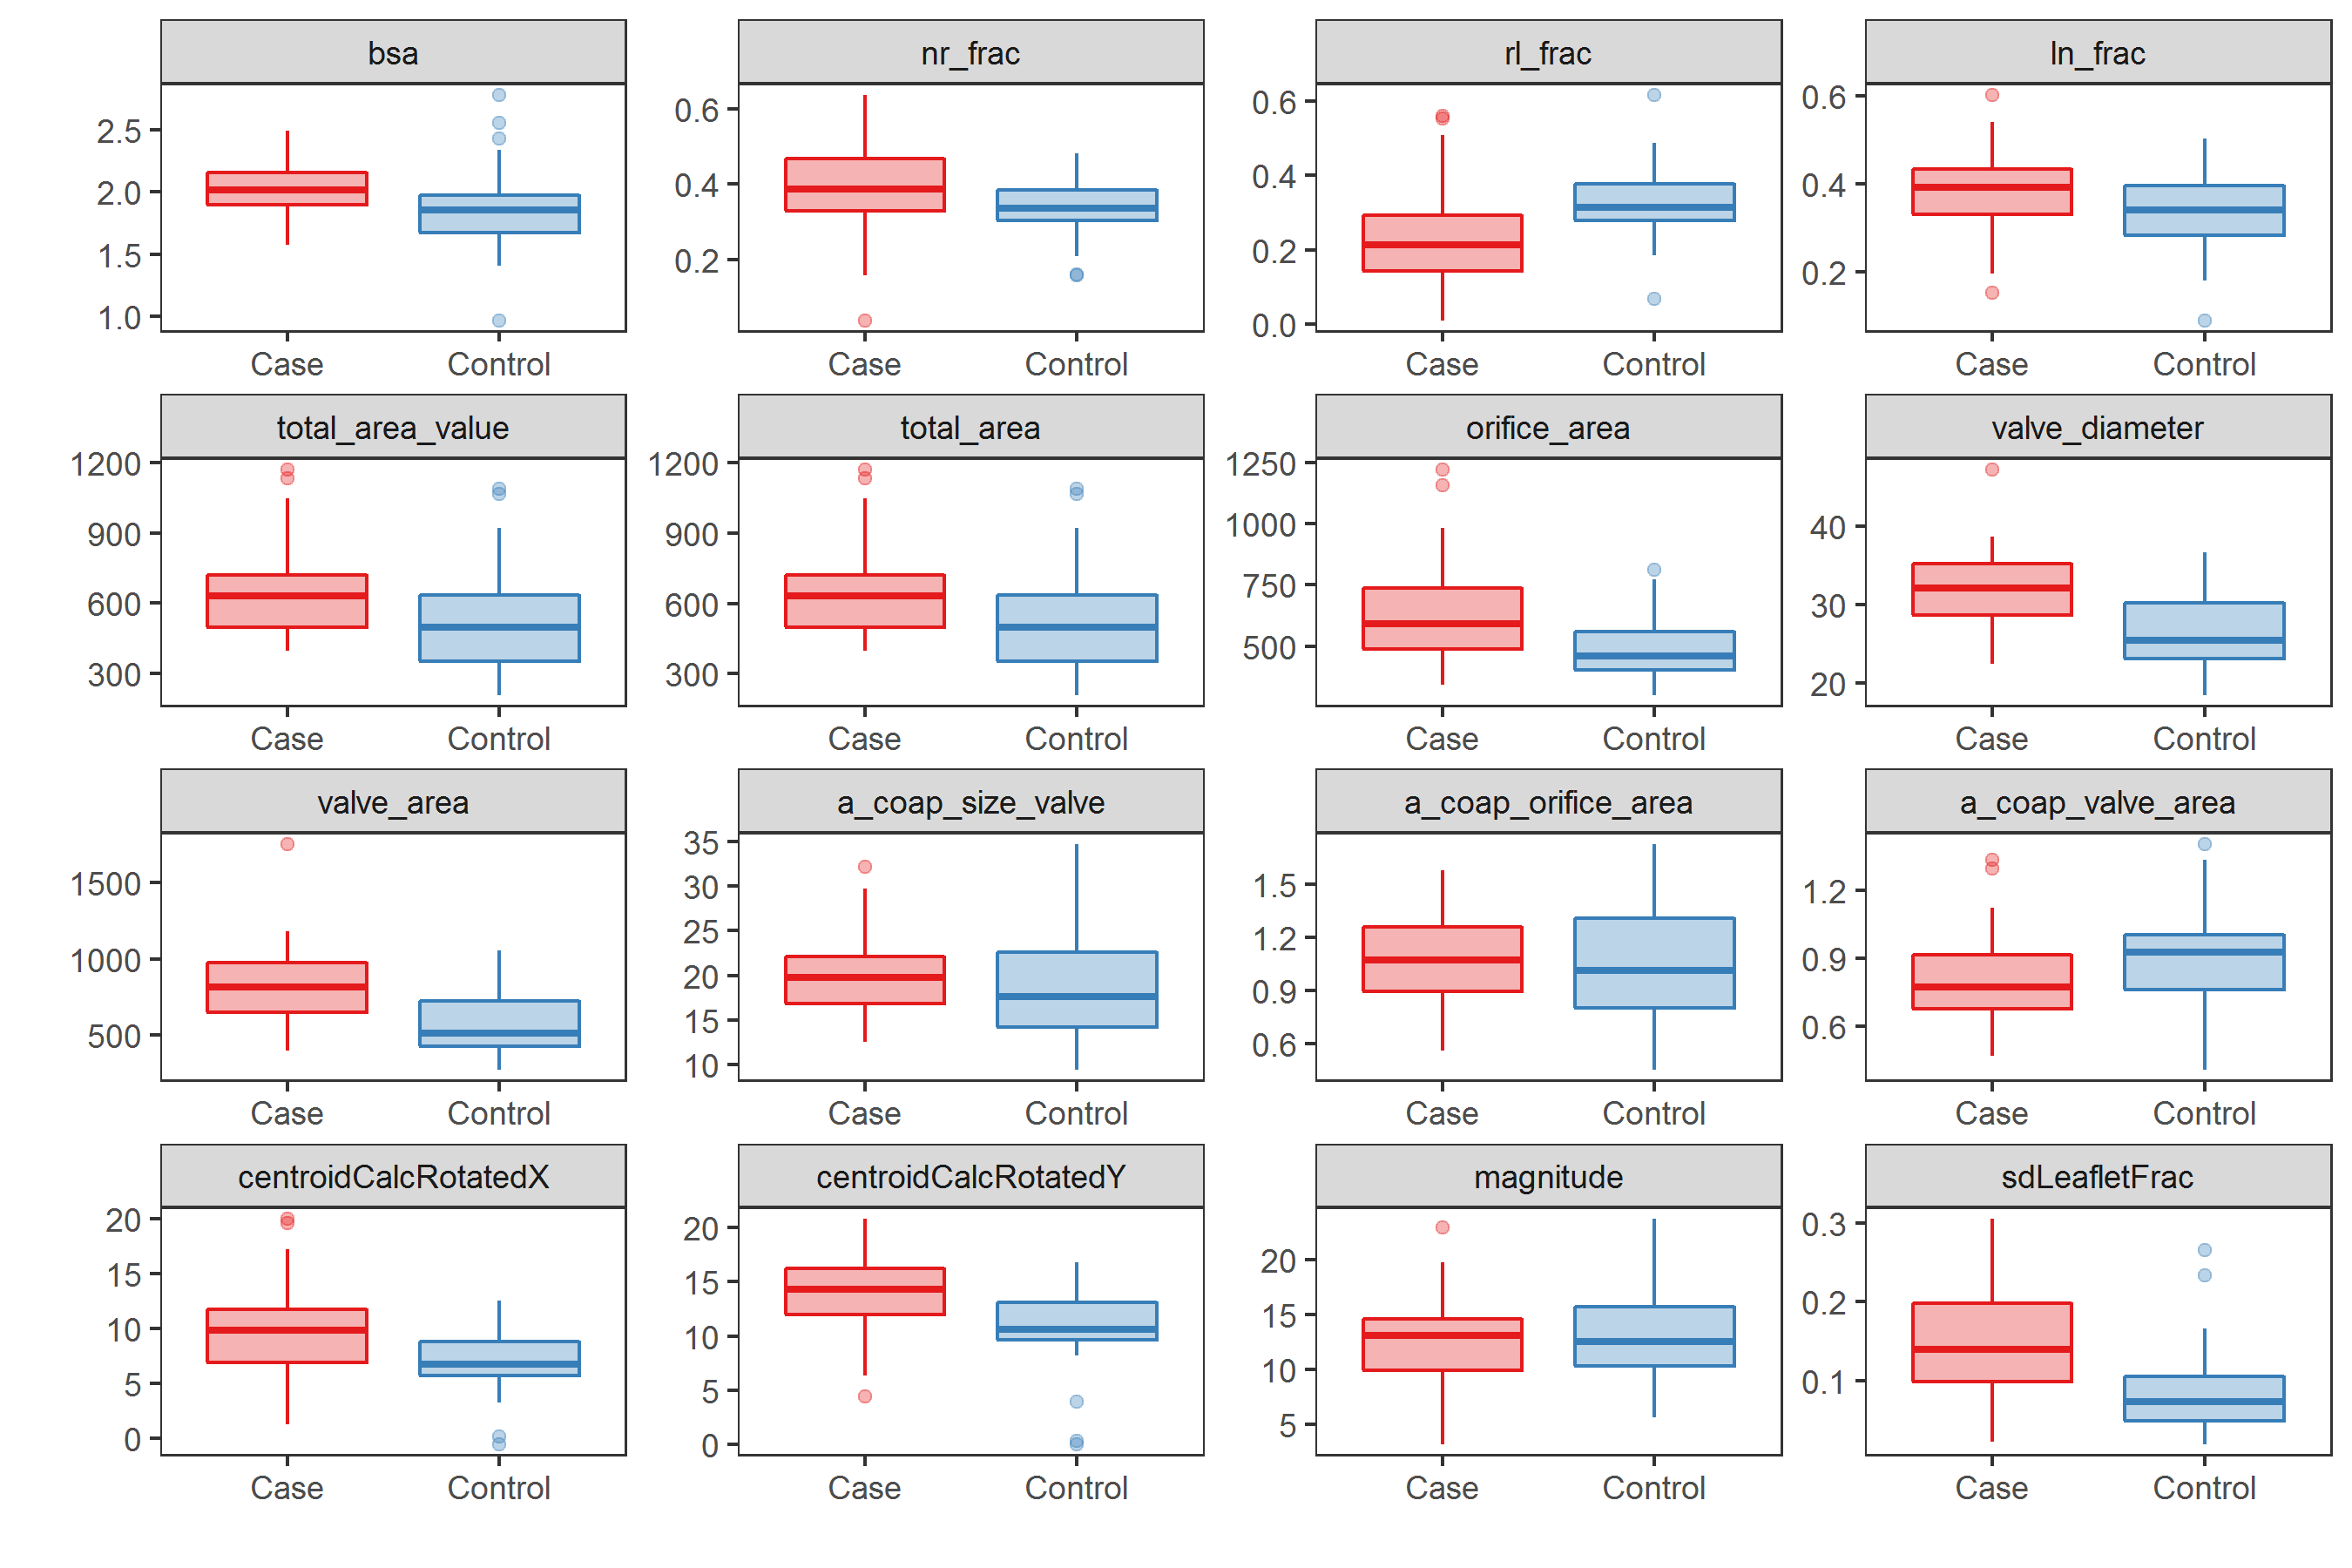 bsa nr_frac rl_frac ln_frac
2.5 0.6 0.6 0.6
2.0 0.4 0.4 0.4
1.5 0.2 0.2 0.2
1.0 0.0
Case Control Case Control Case Control Case Control
total_area_value total_area orifice_area valve_diameter
1200 1200 1250
900 900 1000 40
600 600 750 30
300 300 500 20
Case Control Case Control Case Control Case Control
valve_area a_coap_size_valve a_coap_orifice_area a_coap_valve_area
35
1500 30 1.5 1.2
25
1000 20 1.2 0.9
15 0.9
500 10 0.6 0.6
Case Control Case Control Case Control Case Control
centroidCalcRotatedX centroidCalcRotatedY magnitude sdLeafletFrac
20 20 0.3
15 15 20
10 10 15 0.2
5 5 10 0.1
0 0 5
Case Control Case Control Case Control Case Control